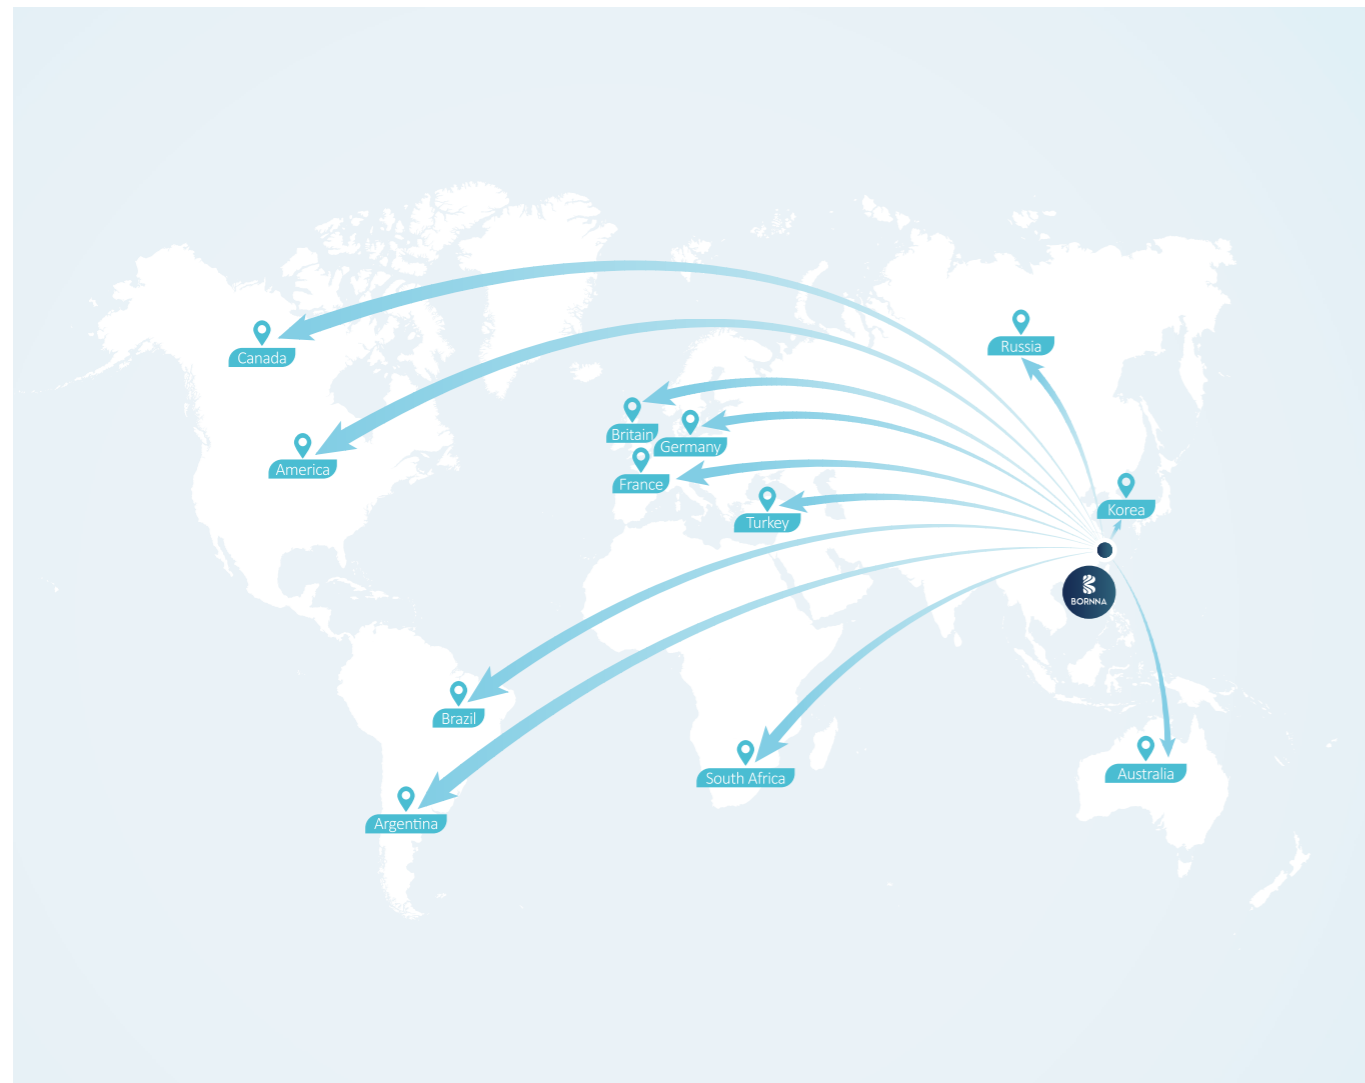 Canada
Russia
Britain
Germany
America
France
Korea
Turkey
BORNNA
Brazil
South Africa
Australia
Argentina